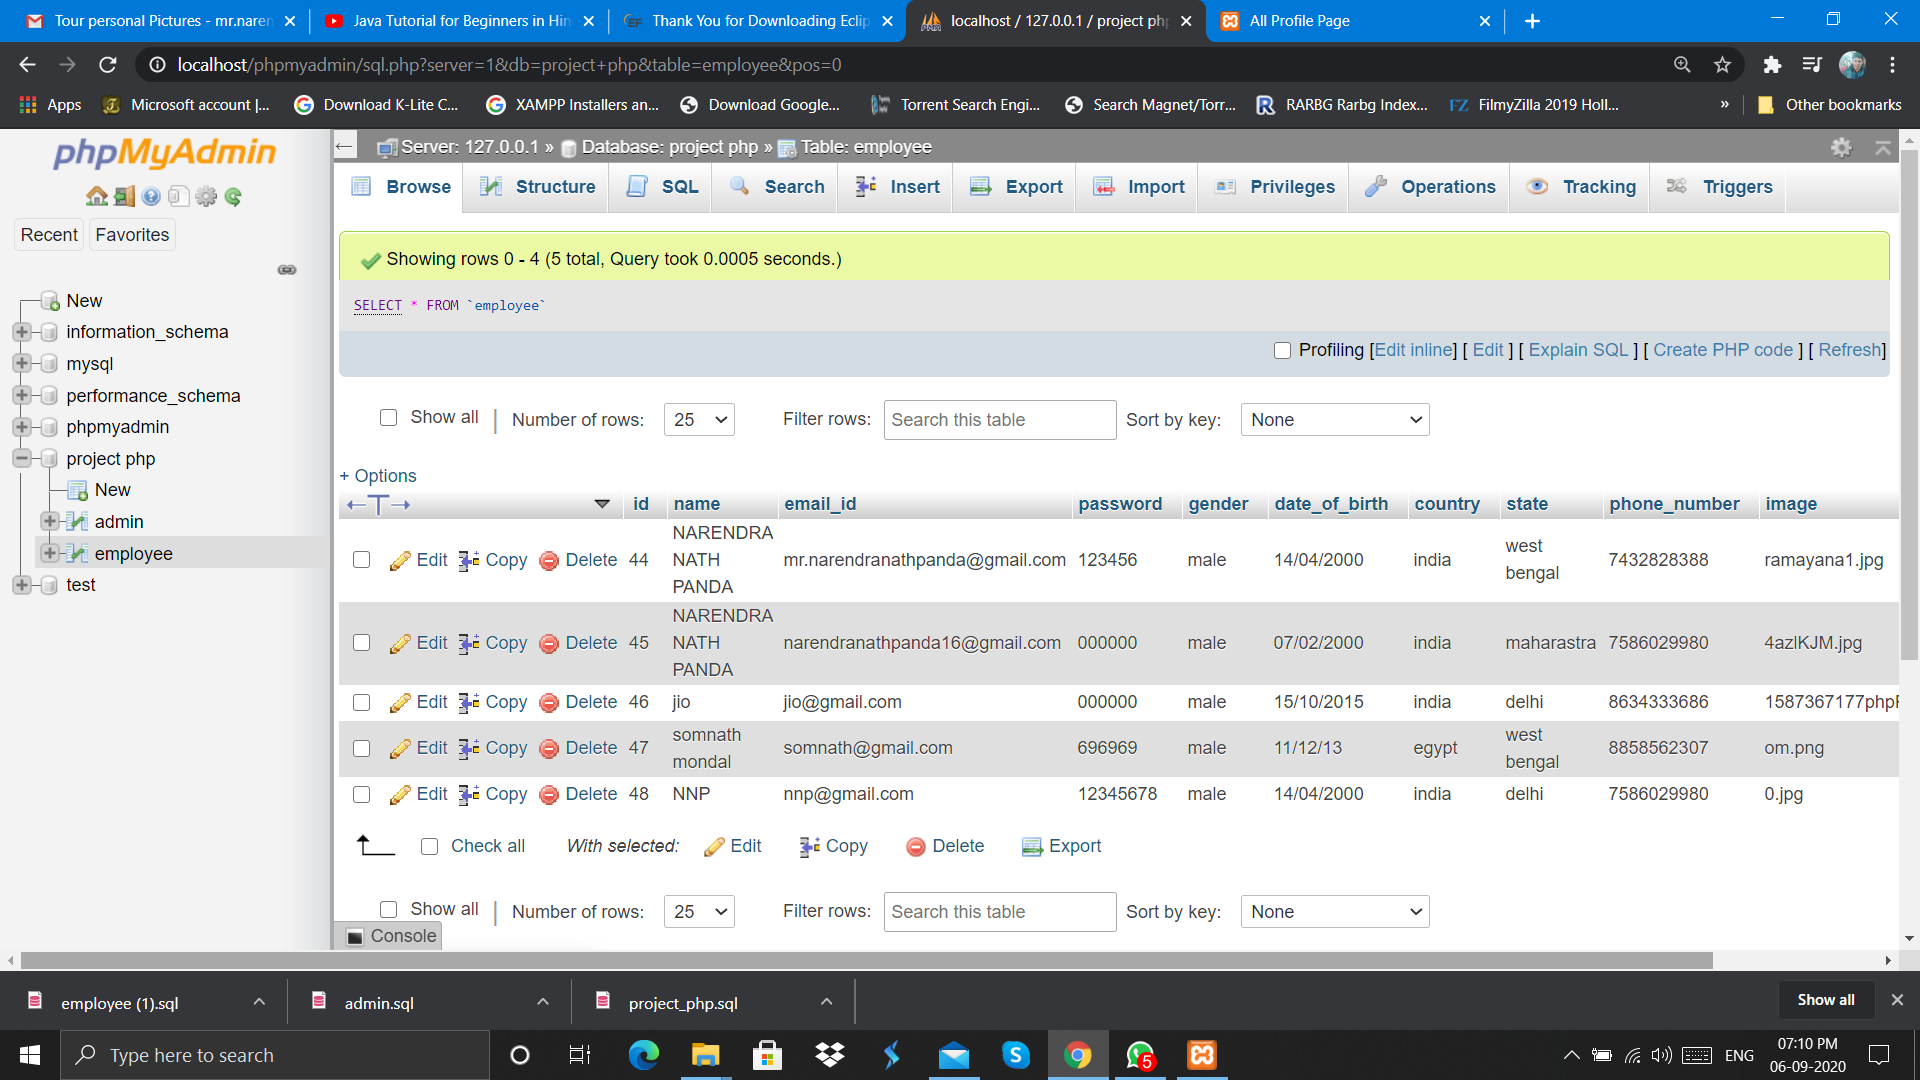 Tour personal Pictures - mr.naren
Java Tutorial for Beginners in Hin
Thank You for Downloading Eclip
localhost / 127.0.0.1 / project php
All Profile Page
localhost/phpmyadmin/sql.php?server=1&db=project+php&table=employee&pos=0
Apps
Microsoft account |...
Download K-Lite C...
XAMPP Installers an...
Download Google...
Torrent Search Engi...
Search Magnet/Torr...
RARBG Rarbg Index...
FilmyZilla 2019 Holl...
»
Other bookmarks
phpMyAdmin
Recent Favorites
New
information_schema
mysql
performance_schema
phpmyadmin
project php
New
admin
employee
test
Server: 127.0.0.1 » Database: project php » Table: employee
Browse Structure SQL Search Insert Export Import Privileges Operations Tracking Triggers
Showing rows 0 - 4 (5 total, Query took 0.0005 seconds.)
SELECT * FROM `employee`
Profiling [Edit inline] [ Edit ] [ Explain SQL ] [ Create PHP code ] [ Refresh]
Show all | Number of rows: 25 Filter rows: Search this table Sort by key: None
+ Options
←T→ id name email_id password gender date_of_birth country state phone_number image
Edit Copy Delete 44 NARENDRA NATH PANDA mr.narendranathpanda@gmail.com 123456 male 14/04/2000 india west bengal 7432828388 ramayana1.jpg
Edit Copy Delete 45 NARENDRA NATH PANDA narendranathpanda16@gmail.com 000000 male 07/02/2000 india maharastra 7586029980 4azlKJM.jpg
Edit Copy Delete 46 jio jio@gmail.com 000000 male 15/10/2015 india delhi 8634333686 1587367177phpF
Edit Copy Delete 47 somnath mondal somnath@gmail.com 696969 male 11/12/13 egypt west bengal 8858562307 om.png
Edit Copy Delete 48 NNP nnp@gmail.com 12345678 male 14/04/2000 india delhi 7586029980 0.jpg
Check all With selected: Edit Copy Delete Export
Show all | Number of rows: 25 Filter rows: Search this table Sort by key: None
Console
employee (1).sql
admin.sql
project_php.sql
Show all
Type here to search
5
ENG
07:10 PM
06-09-2020